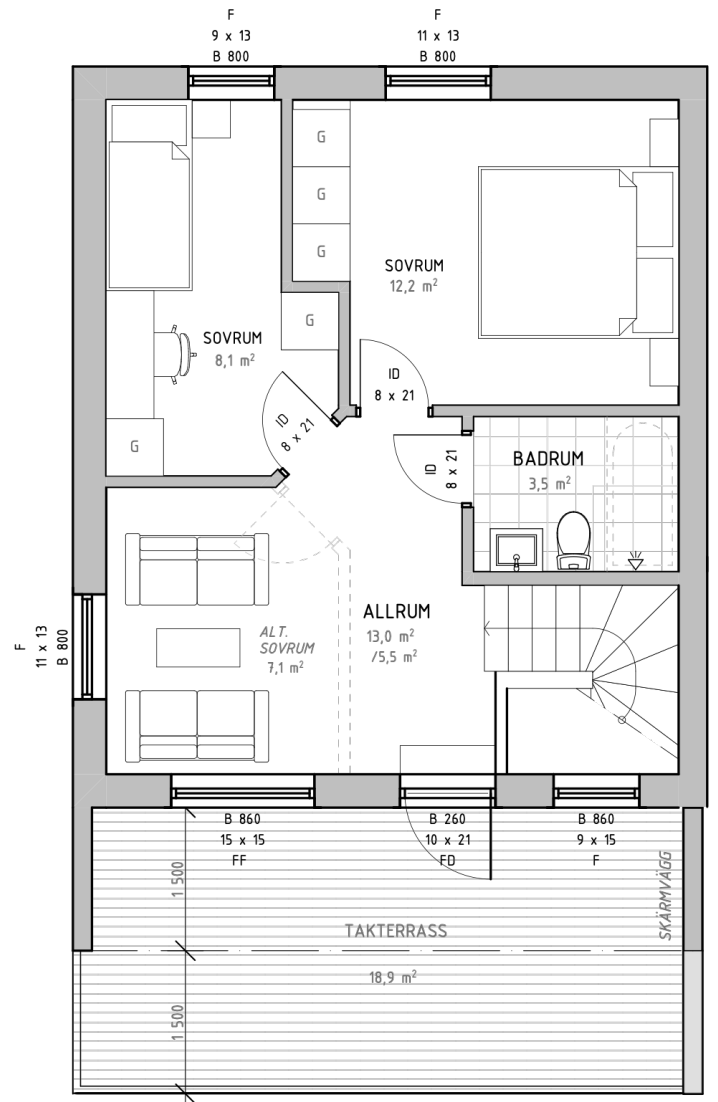 F
9 x 13
B 800
F
11 x 13
B 800
G
G
G
SOVRUM
12,2 m²
G
SOVRUM
8,1 m²
ID
8 x 21
ID
8 x 21
G
ID
8 x 21
BADRUM
3,5 m²
F
11 x 13
B 800
ALT.
SOVRUM
7,1 m²
ALLRUM
13,0 m²
/5,5 m²
B 860
15 x 15
FF
B 260
10 x 21
FD
B 860
9 x 15
F
1 500
SKÄRMVÄGG
TAKTERRASS
18,9 m²
1 500